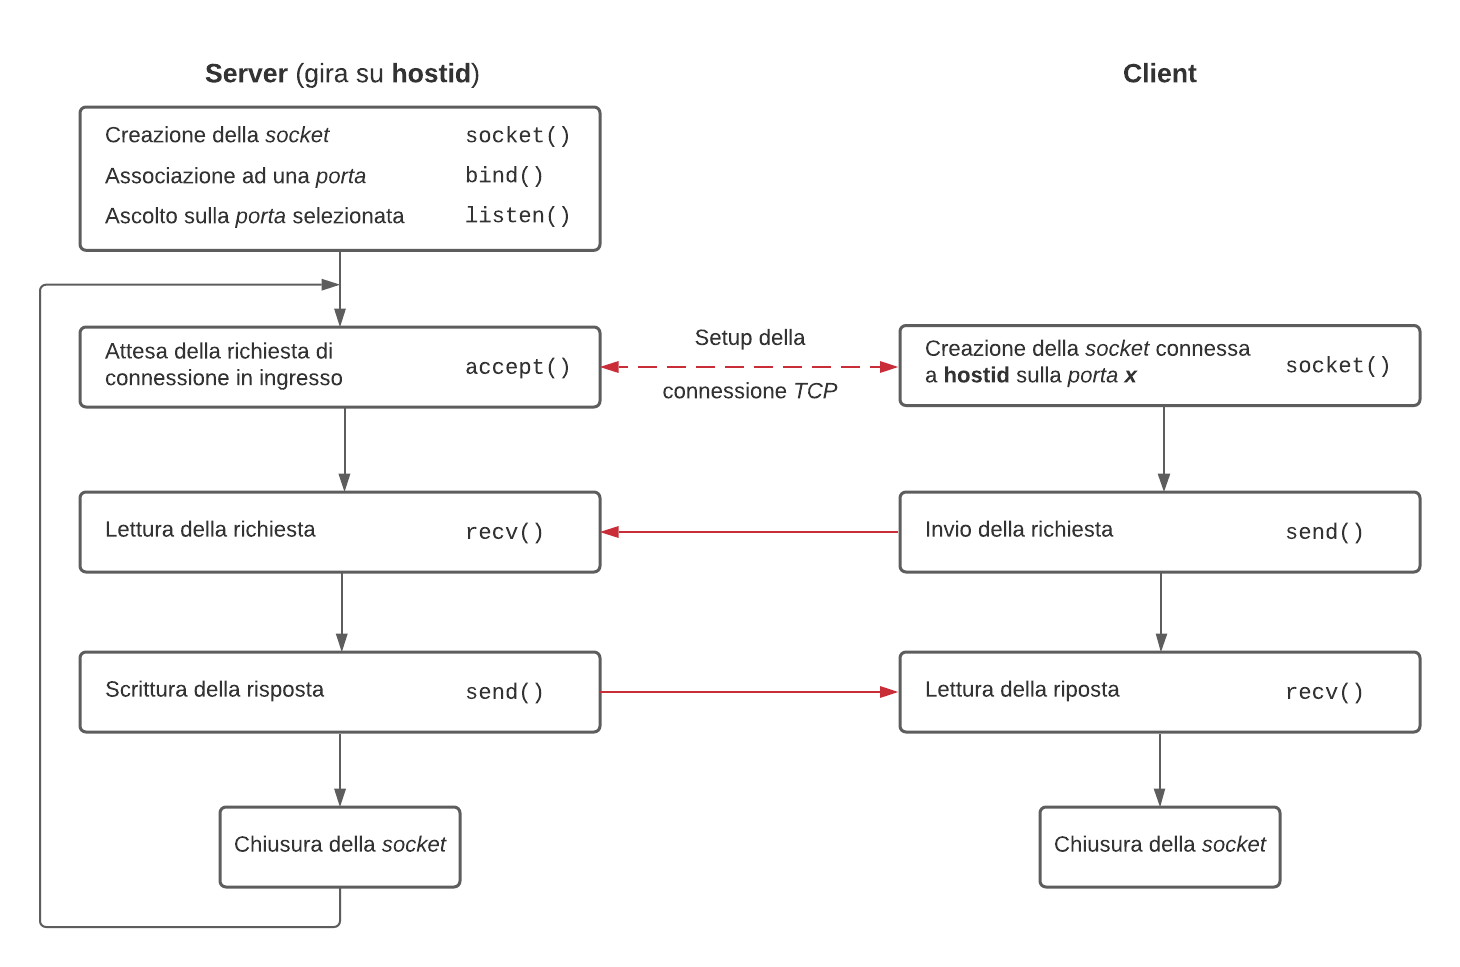 Server (gira su hostid)
Client
Creazione della socket socket()
Associazione ad una porta bind()
Ascolto sulla porta selezionata listen()
Attesa della richiesta di
connessione in ingresso
accept()
Setup della
connessione TCP
Creazione della socket connessa
a hostid sulla porta x
socket()
Lettura della richiesta recv()
Invio della richiesta send()
Scrittura della risposta send()
Lettura della riposta recv()
Chiusura della socket
Chiusura della socket